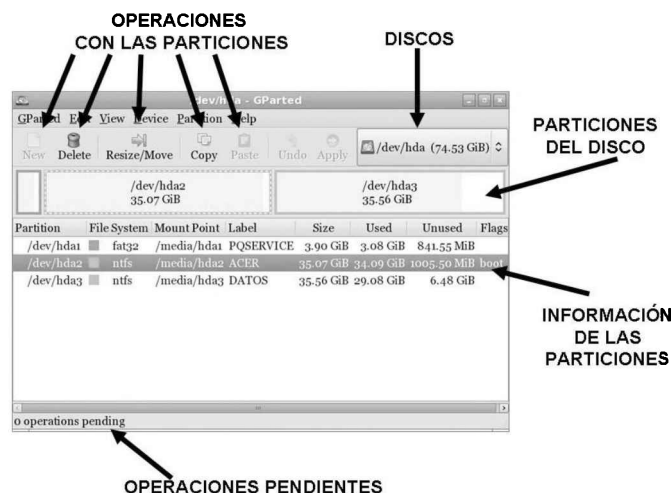 OPERACIONES
CON LAS PARTICIONES
DISCOS
/dev/hda - GParted
GParted Edit View Device Partition Help
New Delete Resize/Move Copy Paste Undo Apply /dev/hda (74.53 GiB)
PARTICIONES
DEL DISCO
/dev/hda2 /dev/hda3
35.07 GiB 35.56 GiB
Partition File System Mount Point Label Size Used Unused Flags
/dev/hda1 fat32 /media/hda1 PQSERVICE 3.90 GiB 3.08 GiB 841.55 MiB
/dev/hda2 ntfs /media/hda2 ACER 35.07 GiB 34.09 GiB 1005.50 MiB boot
/dev/hda3 ntfs /media/hda3 DATOS 35.56 GiB 29.08 GiB 6.48 GiB
INFORMACIÓN
DE LAS
PARTICIONES
0 operations pending
OPERACIONES PENDIENTES